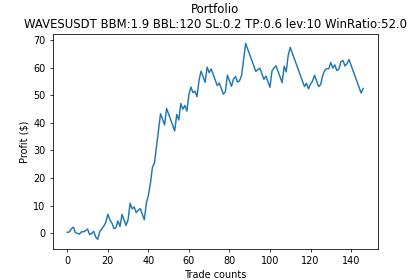 Portfolio
WAVESUSDT BBM:1.9 BBL:120 SL:0.2 TP:0.6 lev:10 WinRatio:52.0
70
60
50
40
30
20
10
0
Profit ($)
0 20 40 60 80 100 120 140
Trade counts